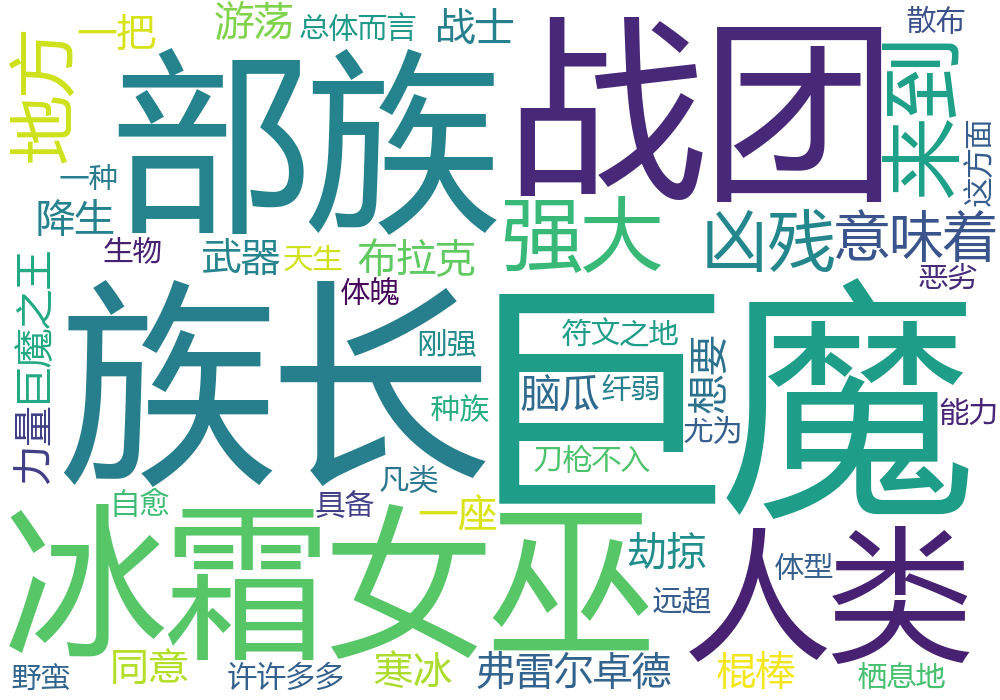 一把
游荡
总体而言
战士
散布
地方
部族
战团
来到
这方面
一种
降生
强大
凶残
意味着
生物
武器
天生
布拉克
恶劣
巨魔之王
体魄
族长
巨魔
符文之地
刚强
想要
脑瓜
纤弱
种族
能力
力量
尤为
刀枪不入
凡类
自愈
具备
一座
冰霜女巫
人类
劫掠
体型
远超
野蛮
同意
许许多多
寒冰
弗雷尔卓德
棍棒
栖息地